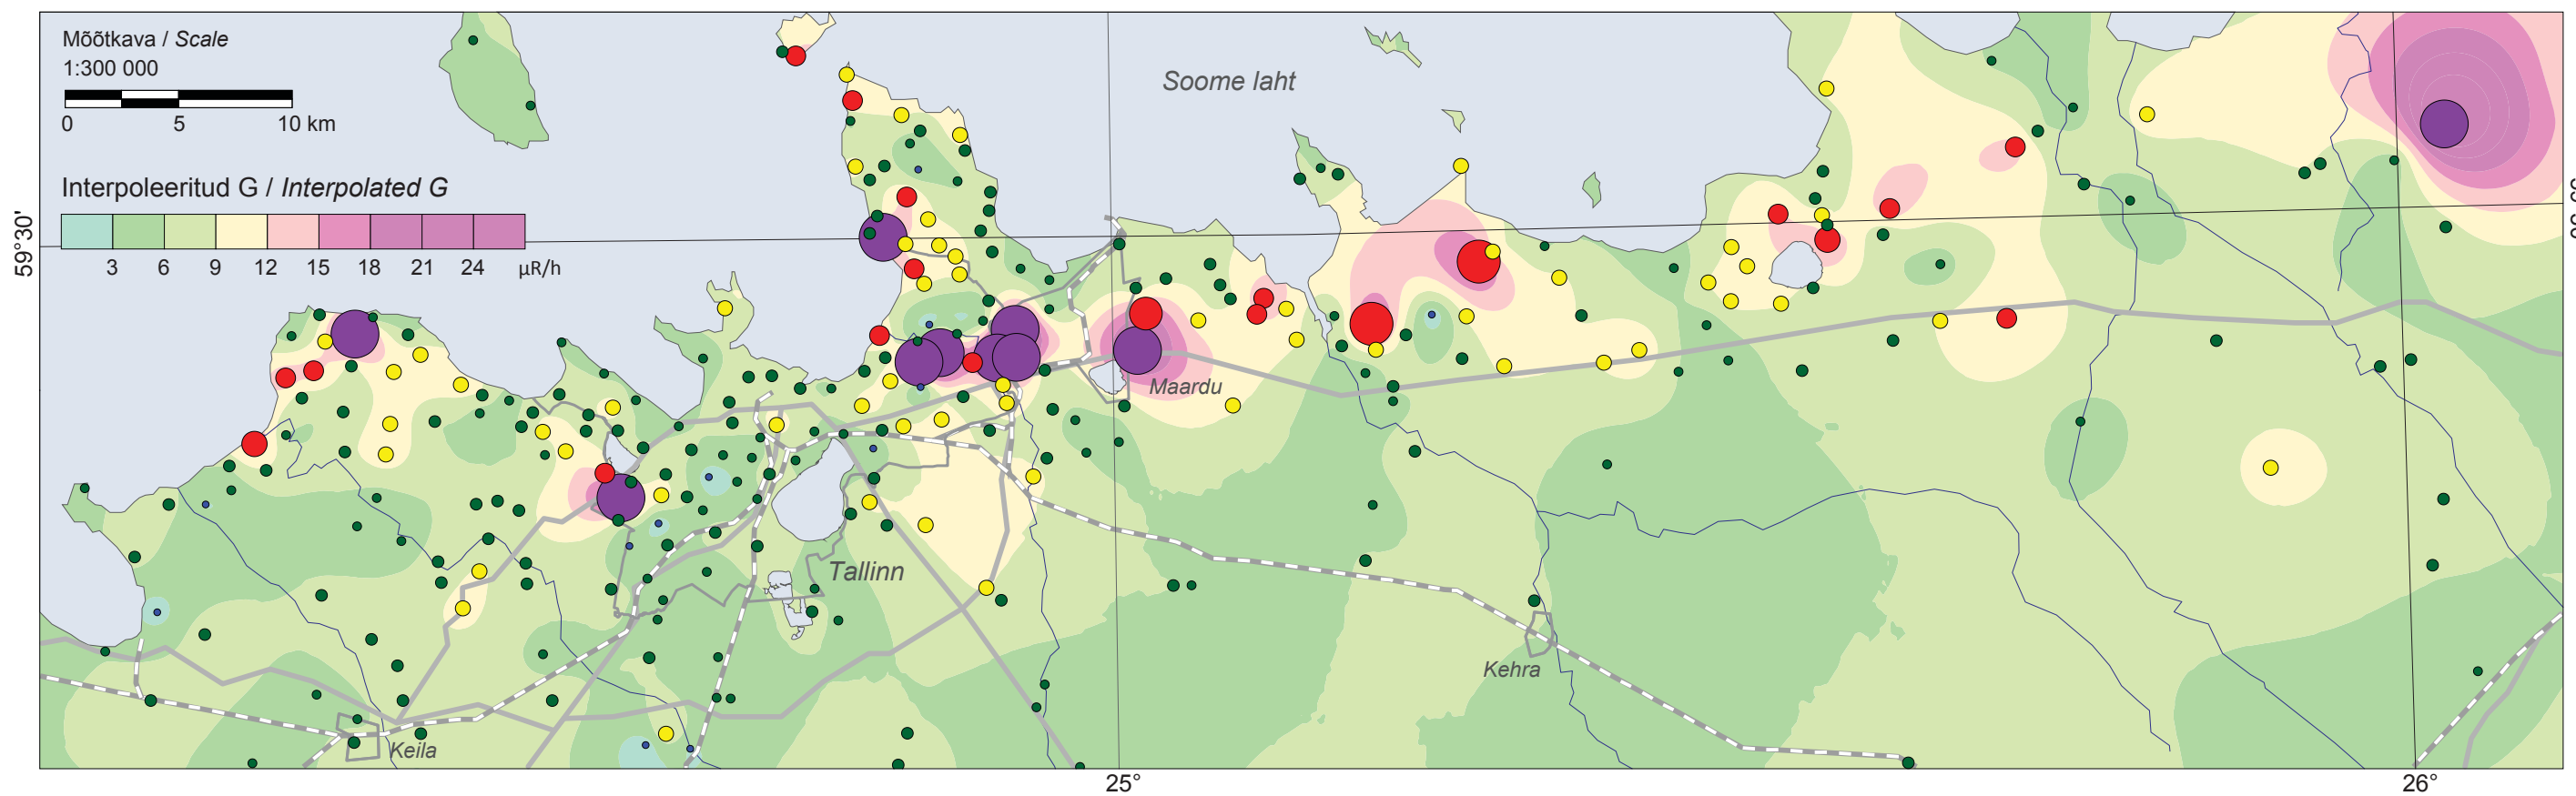 Mõõtkava / Scale
1:300 000
0 5 10 km
Soome laht
Interpoleeritud G / Interpolated G
3 6 9 12 15 18 21 24 µR/h
59°30'
Maardu
Tallinn
Kehra
Keila
25° 26°